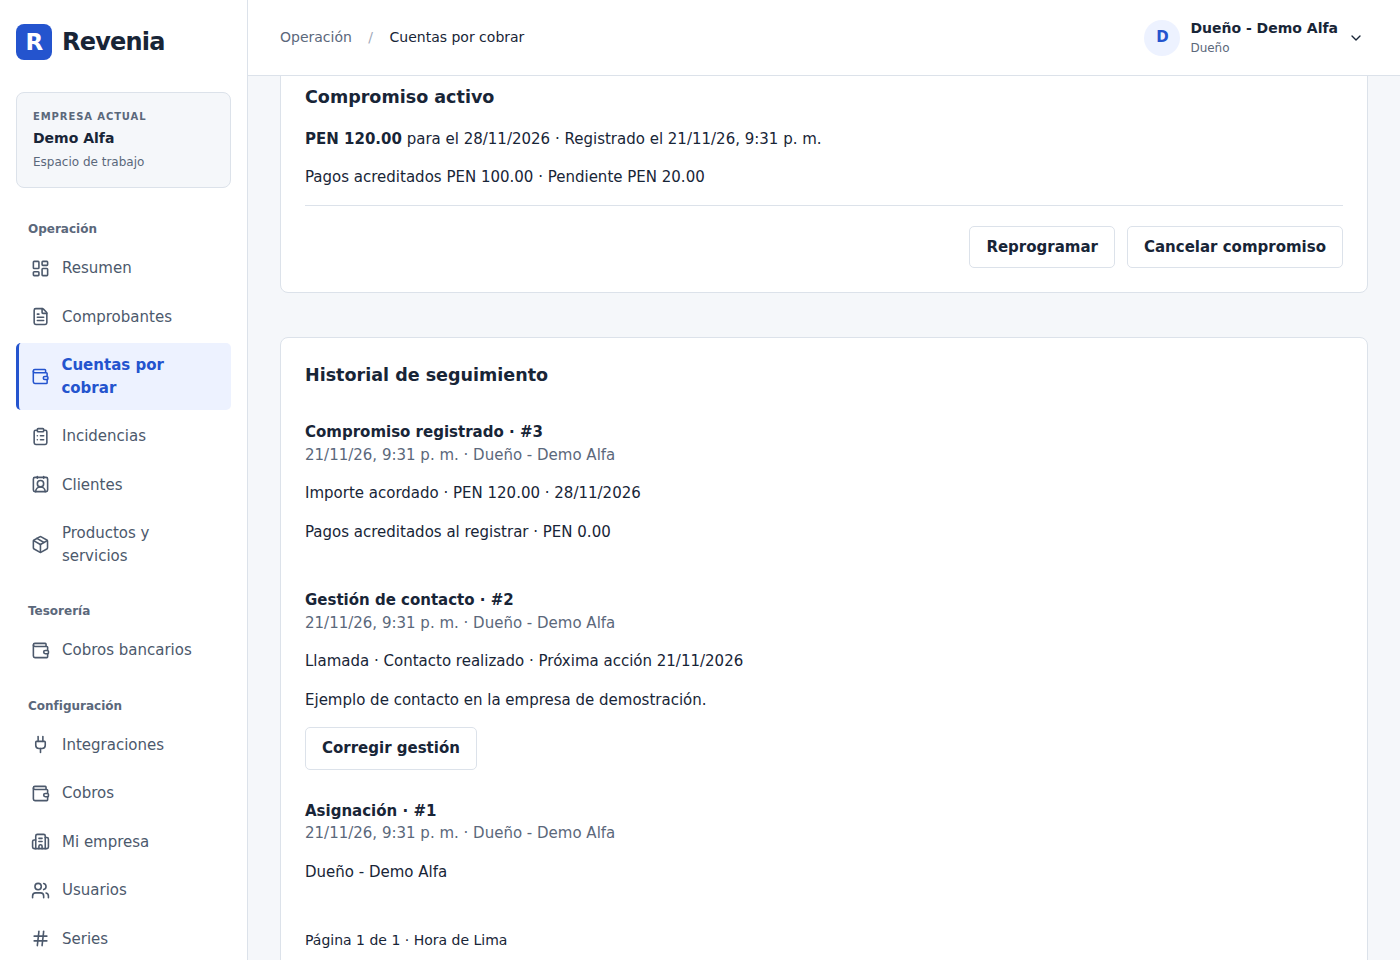 R Revenia
EMPRESA ACTUAL
Demo Alfa
Espacio de trabajo
Operación
Resumen
Comprobantes
Cuentas por
cobrar
Incidencias
Clientes
Productos y
servicios
Tesorería
Cobros bancarios
Configuración
Integraciones
Cobros
Mi empresa
Usuarios
Series
Operación / Cuentas por cobrar
D
Dueño - Demo Alfa
Dueño
Compromiso activo
PEN 120.00 para el 28/11/2026 · Registrado el 21/11/26, 9:31 p. m.
Pagos acreditados PEN 100.00 · Pendiente PEN 20.00
Reprogramar
Cancelar compromiso
Historial de seguimiento
Compromiso registrado · #3
21/11/26, 9:31 p. m. · Dueño - Demo Alfa
Importe acordado · PEN 120.00 · 28/11/2026
Pagos acreditados al registrar · PEN 0.00
Gestión de contacto · #2
21/11/26, 9:31 p. m. · Dueño - Demo Alfa
Llamada · Contacto realizado · Próxima acción 21/11/2026
Ejemplo de contacto en la empresa de demostración.
Corregir gestión
Asignación · #1
21/11/26, 9:31 p. m. · Dueño - Demo Alfa
Dueño - Demo Alfa
Página 1 de 1 · Hora de Lima